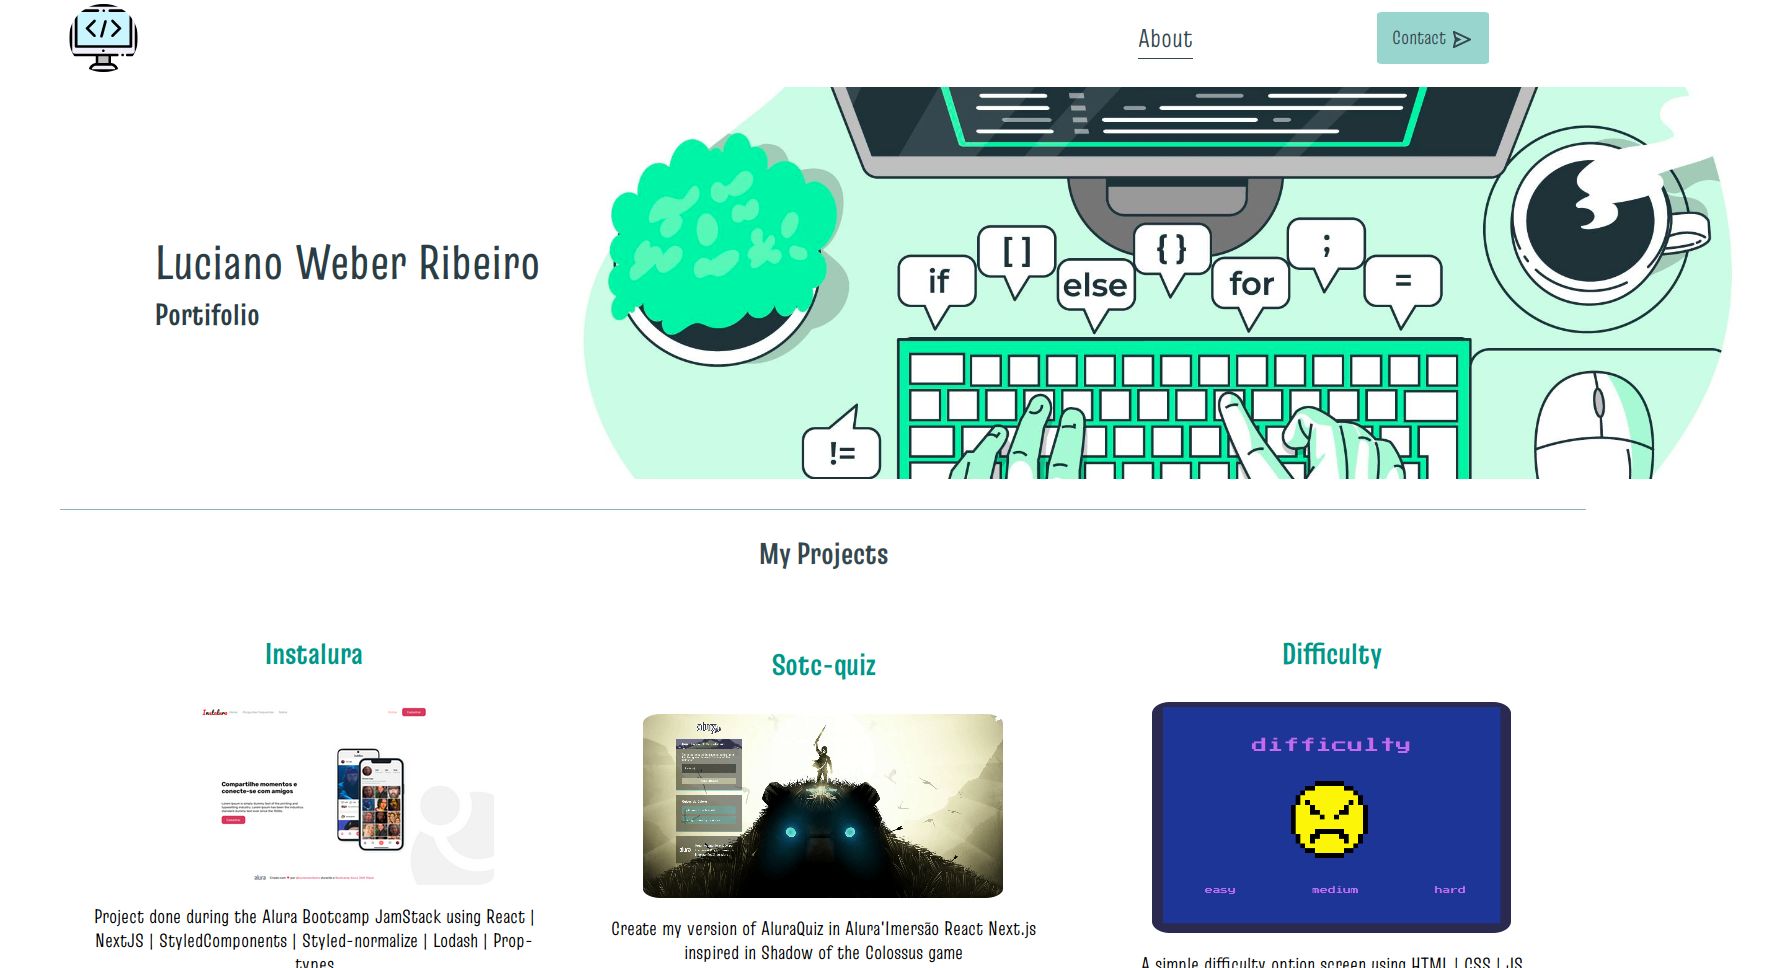 </>
About
Contact
Luciano Weber Ribeiro
Portifolio
if
[ ]
else
{ }
for
;
=
!=
My Projects
Instalura
Sotc-quiz
Difficulty
Instalura
Compartilhe momentos e
conecte-se com amigos
alura
difficulty
easy medium hard
Project done during the Alura Bootcamp JamStack using React |
NextJS | StyledComponents | Styled-normalize | Lodash | Prop-
types
Create my version of AluraQuiz in Alura'Imersão React Next.js
inspired in Shadow of the Colossus game
A simple difficulty option screen using HTML | CSS | JS